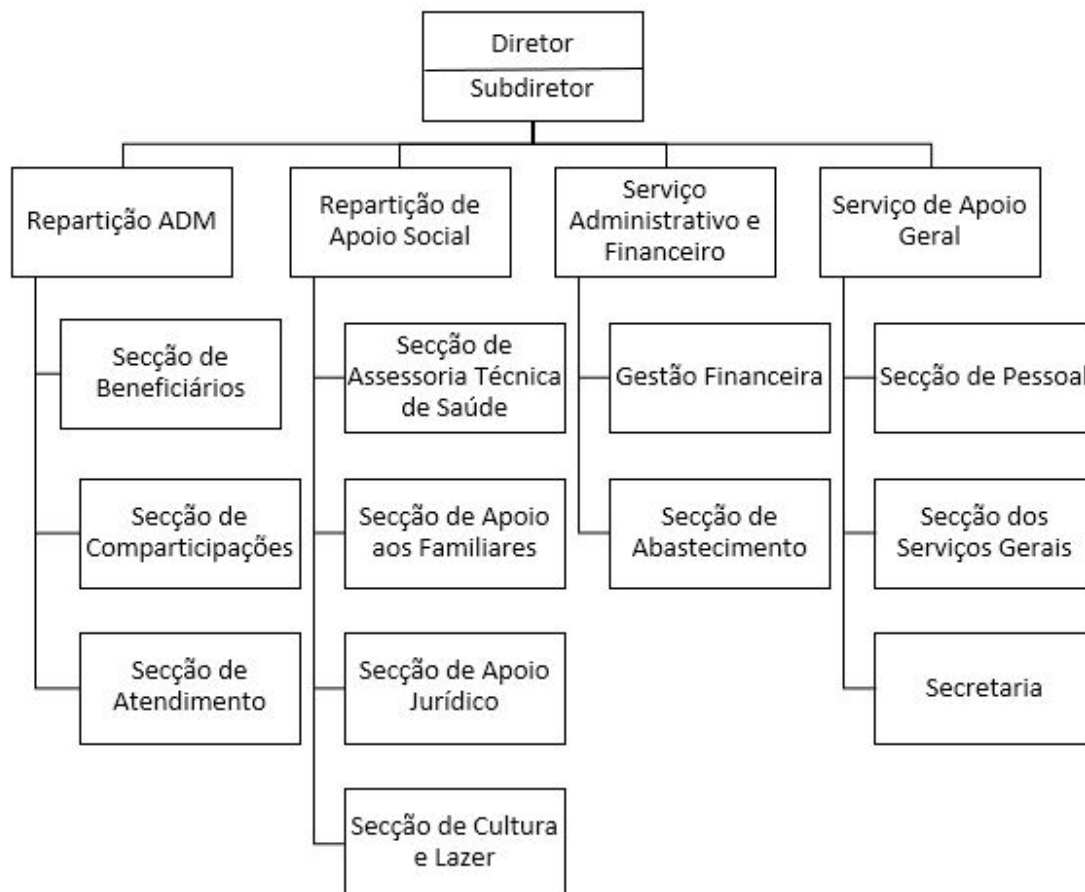 Diretor
Subdiretor
Repartição ADM
Repartição de
Apoio Social
Serviço
Administrativo e
Financeiro
Serviço de Apoio
Geral
Secção de
Beneficiários
Secção de
Comparticipações
Secção de
Atendimento
Secção de
Assessoria Técnica
de Saúde
Secção de Apoio
aos Familiares
Secção de Apoio
Jurídico
Secção de Cultura
e Lazer
Gestão Financeira
Secção de
Abastecimento
Secção de Pessoal
Secção dos
Serviços Gerais
Secretaria